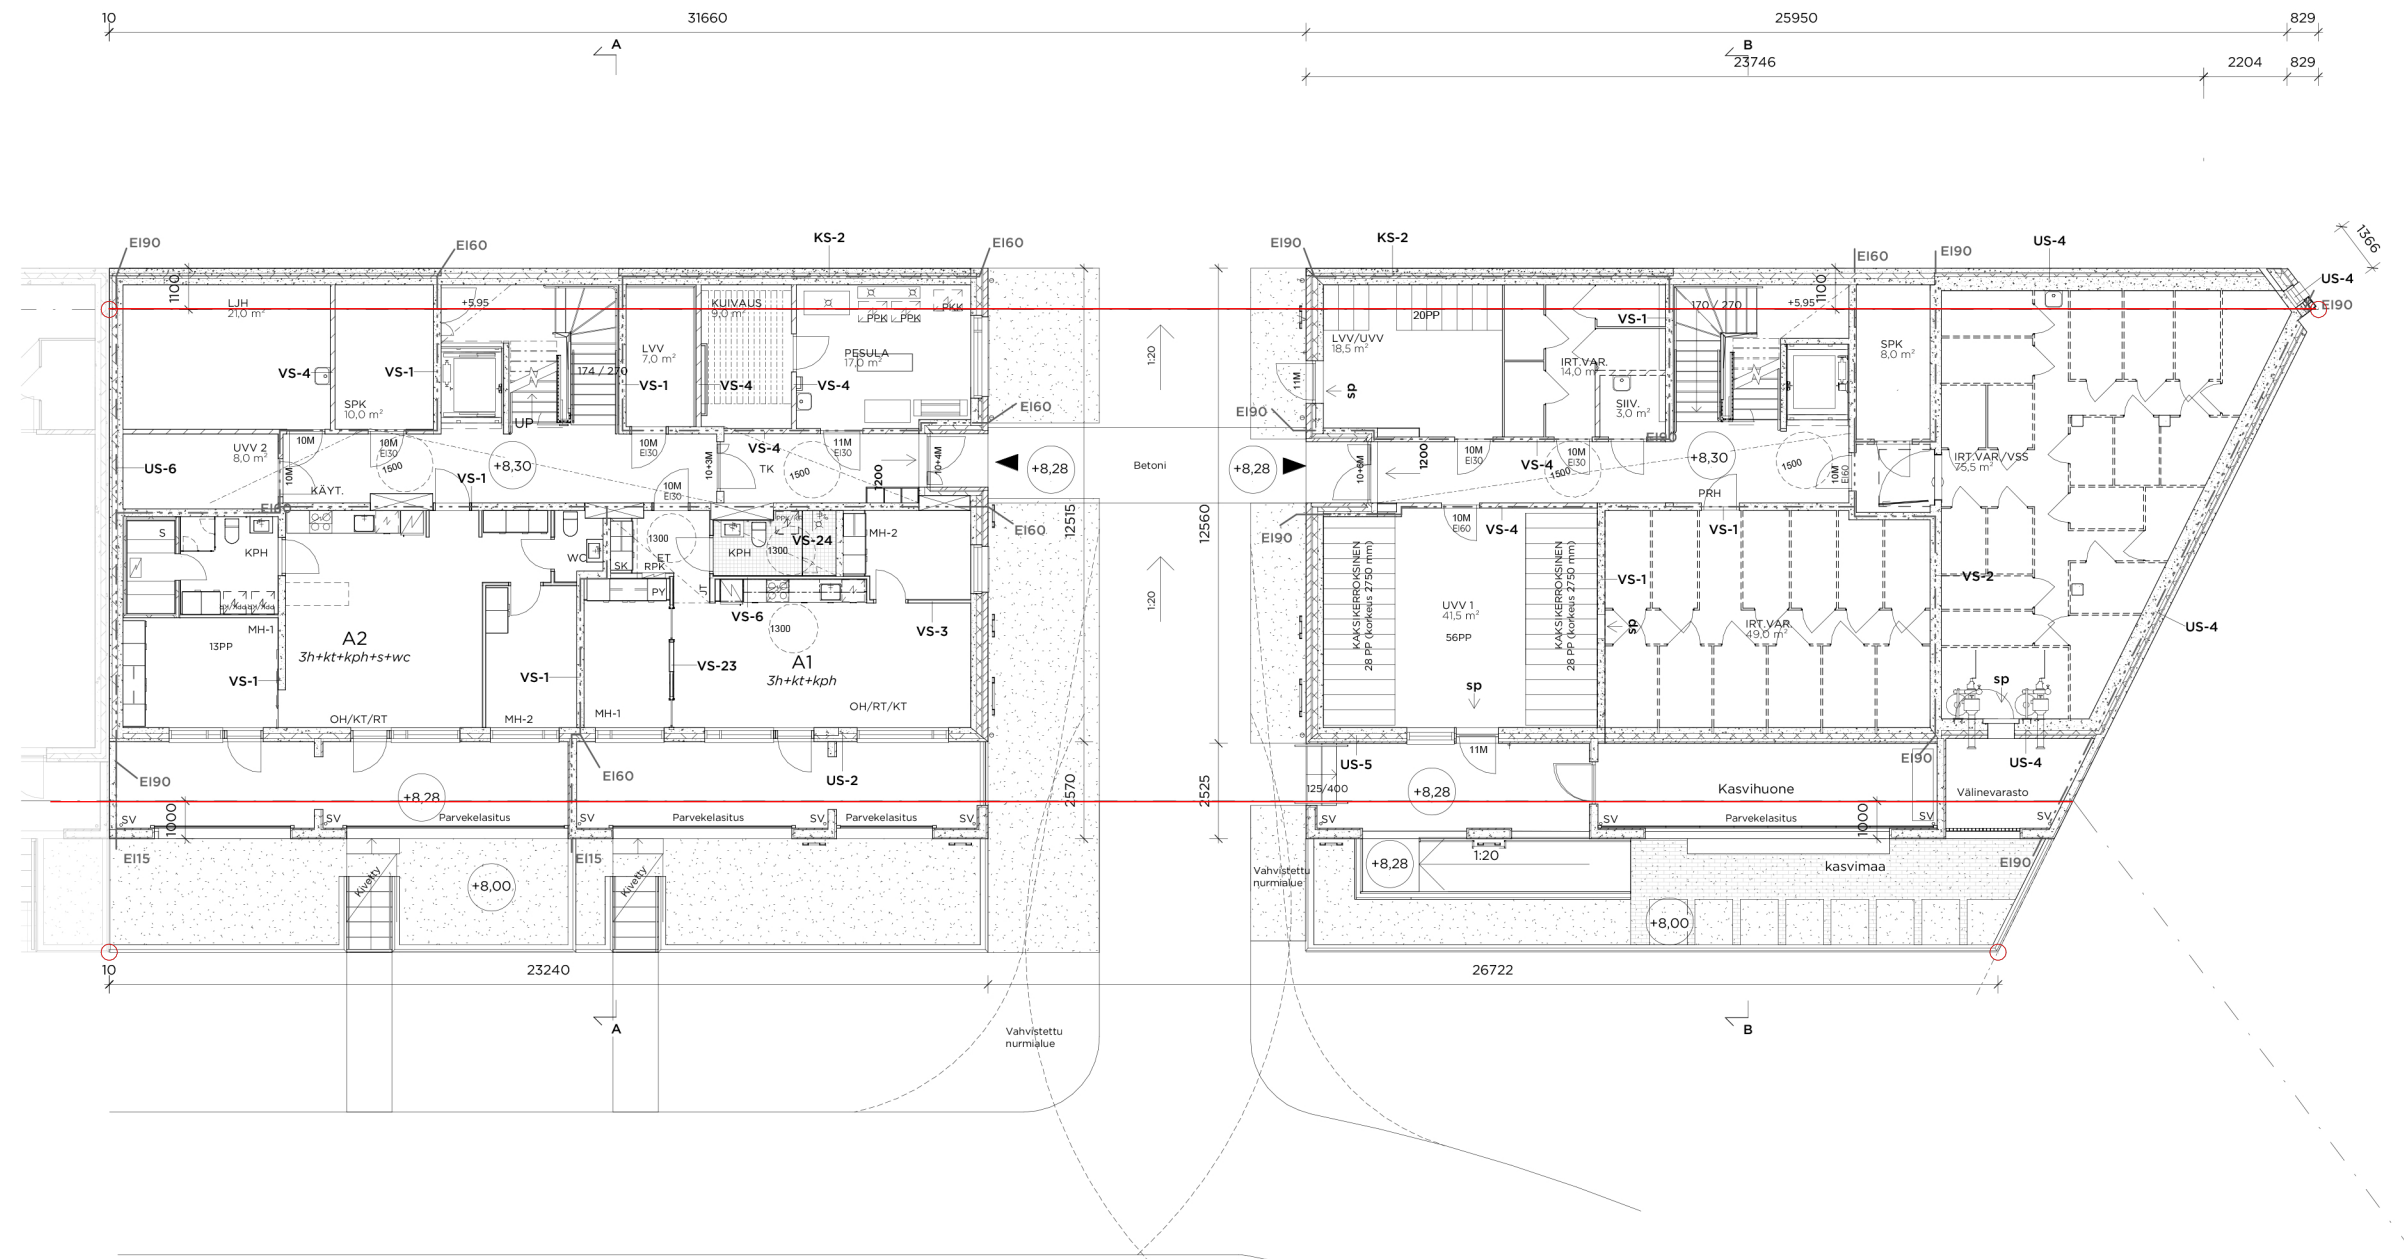 10
31660
25950
829
A
B
23746
2204
829
1366
EI90
EI60
KS-2
EI60
EI90
KS-2
EI60
EI90
US-4
US-4
EI90
1100
LJH
21,0 m²
+5,95
KUIVAUS
9,0 m²
PKK
PPK
PPK
LVV
7,0 m²
PESULA
17,0 m²
VS-4
VS-1
174 / 270
VS-1
VS-4
VS-4
SPK
10,0 m²
UP
EI60
1:20
20PP
LVV/UVV
18,5 m²
11M
sp
VS-1
170 / 270
+5,95
1100
IRT.VAR.
14,0 m²
SIIV.
3,0 m²
SPK
8,0 m²
EI90
EI60
UVV 2
8,0 m²
US-6
10M
10M
10M
EI30
1500
+8,30
VS-1
KÄYT.
EI60
10M
EI30
10M
EI30
10+3M
VS-4
TK
1500
11M
EI30
1200
10+4M
+8,28
Betoni
+8,28
10+6M
1200
10M
EI30
VS-4
10M
EI30
1500
+8,30
PRH
1500
10M
EI60
IRT.VAR./VSS
75,5 m²
S
KPH
WC
SK
ET
RPK
1300
KPH
1300
VS-24
MH-2
EI60
12515
12560
EI90
10M
EI60
VS-4
VS-1
KAKSIKERROKSINEN
28 PP (korkeus 2750 mm)
KAKSIKERROKSINEN
28 PP (korkeus 2750 mm)
VS-1
VS-2
MH-1
13PP
A2
3h+kt+kph+s+wc
VS-1
OH/KT/RT
VS-1
MH-2
MH-1
PY
JT
VS-6
1300
VS-23
A1
3h+kt+kph
VS-3
OH/RT/KT
1:20
UVV 1
41,5 m²
56PP
sp
sp
IRT.VAR.
49,0 m²
sp
US-4
EI90
EI60
US-2
US-5
11M
EI90
US-4
+8,28
2570
2525
125/400
+8,28
Kasvihuone
Välinevarasto
1000
SV
SV
Parvekelasitus
SV
Parvekelasitus
SV
Parvekelasitus
SV
SV
SV
Parvekelasitus
1000
SV
SV
EI15
EI15
Kivetty
+8,00
Kivetty
Vahvistettu
nurmialue
+8,28
1:20
kasvimaa
EI90
+8,00
10
23240
26722
A
Vahvistettu
nurmialue
B